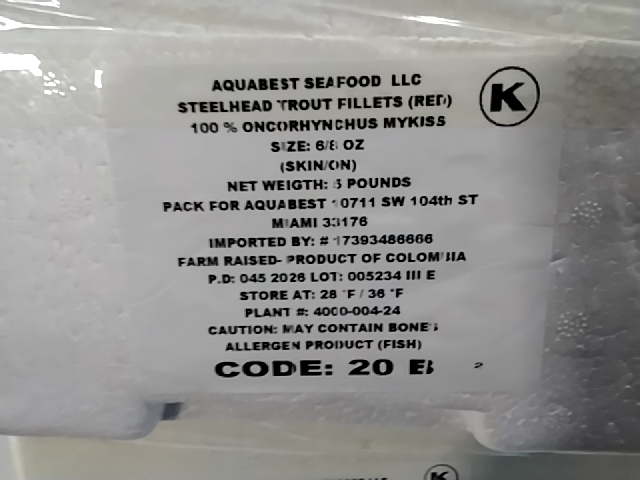 AQUABEST SEAFOOD LLC
K
STEELHEAD TROUT FILLETS (RED)
100 % ONCORHYNCHUS MYKISS
SIZE: 6/8 OZ
(SKIN/ON)
NET WEIGTH: 5 POUNDS
PACK FOR AQUABEST 10711 SW 104th ST
MIAMI 33176
IMPORTED BY: # 17393486666
FARM RAISED- PRODUCT OF COLOMBIA
P.D: 045 2026 LOT: 005234 III E
STORE AT: 28 °F / 36 °F
PLANT #: 4000-004-24
CAUTION: MAY CONTAIN BONES
ALLERGEN PRODUCT (FISH)
CODE: 20 B 2
K